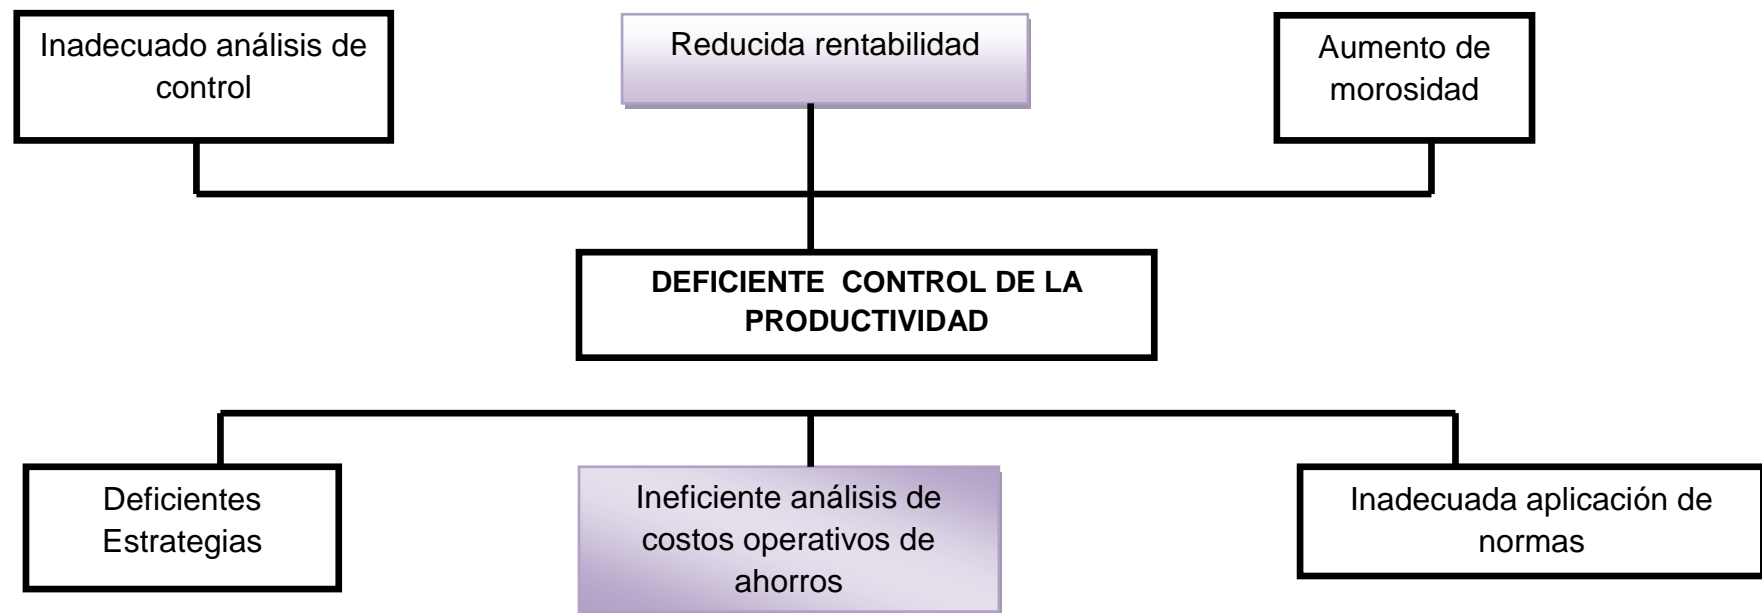 Inadecuado análisis de
control
Reducida rentabilidad
Aumento de
morosidad
DEFICIENTE  CONTROL DE LA
PRODUCTIVIDAD
Deficientes
Estrategias
Ineficiente análisis de
costos operativos de
ahorros
Inadecuada aplicación de
normas